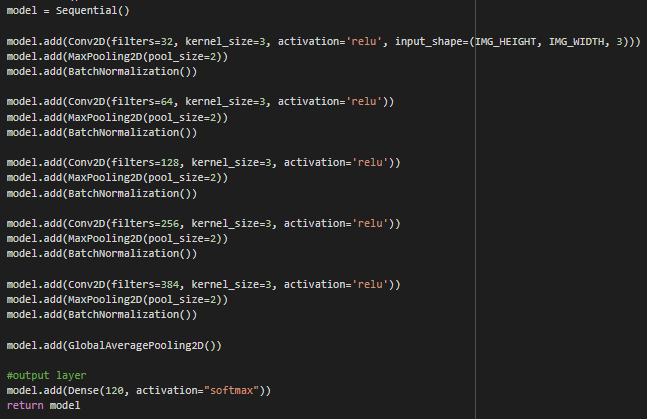 model = Sequential()
model.add(Conv2D(filters=32, kernel_size=3, activation='relu', input_shape=(IMG_HEIGHT, IMG_WIDTH, 3)))
model.add(MaxPooling2D(pool_size=2))
model.add(BatchNormalization())
model.add(Conv2D(filters=64, kernel_size=3, activation='relu'))
model.add(MaxPooling2D(pool_size=2))
model.add(BatchNormalization())
model.add(Conv2D(filters=128, kernel_size=3, activation='relu'))
model.add(MaxPooling2D(pool_size=2))
model.add(BatchNormalization())
model.add(Conv2D(filters=256, kernel_size=3, activation='relu'))
model.add(MaxPooling2D(pool_size=2))
model.add(BatchNormalization())
model.add(Conv2D(filters=384, kernel_size=3, activation='relu'))
model.add(MaxPooling2D(pool_size=2))
model.add(BatchNormalization())
model.add(GlobalAveragePooling2D())
#output layer
model.add(Dense(120, activation="softmax"))
return model